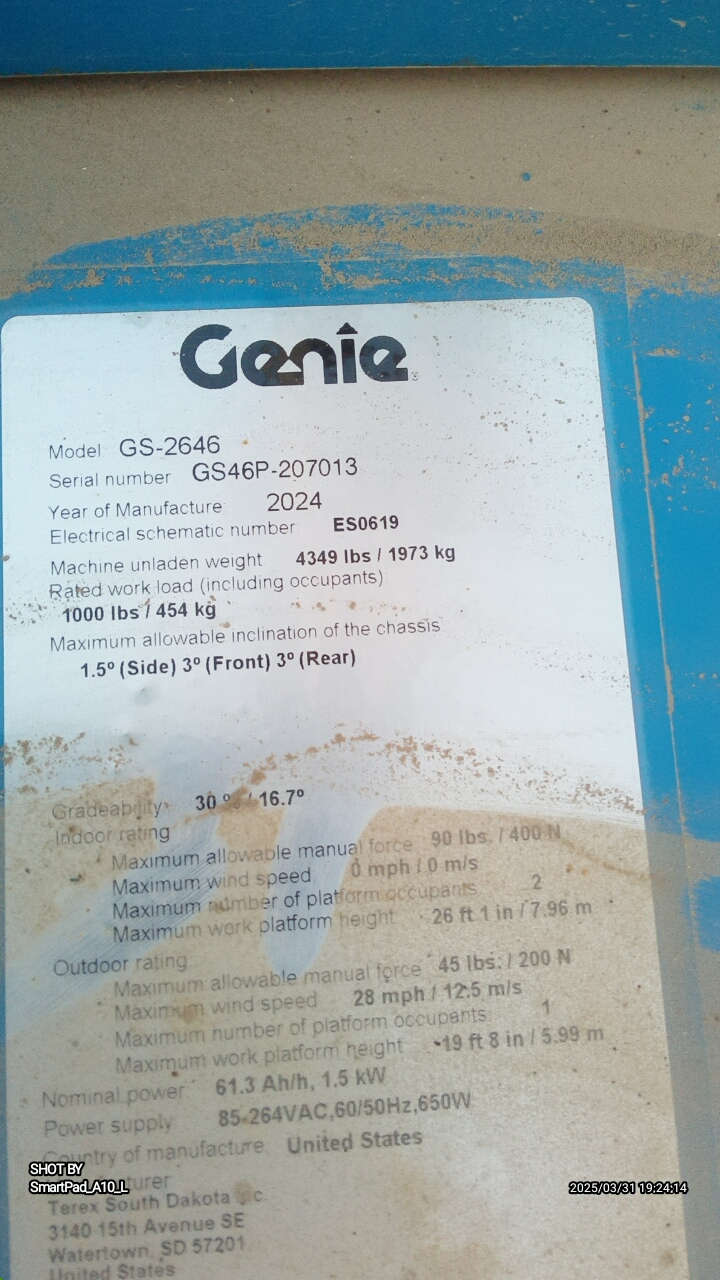 Genie
Model GS-2646
Serial number GS46P-207013
Year of Manufacture 2024
Electrical schematic number ES0619
Machine unladen weight 4349 lbs / 1973 kg
Rated work load (including occupants)
1000 lbs / 454 kg
Maximum allowable inclination of the chassis
1.5º (Side) 3º (Front) 3º (Rear)
Gradeability 30 % / 16.7º
Indoor rating
Maximum allowable manual force 90 lbs. / 400 N
Maximum wind speed 0 mph / 0 m/s
Maximum number of platform occupants 2
Maximum work platform height 26 ft 1 in / 7.96 m
Outdoor rating
Maximum allowable manual force 45 lbs. / 200 N
Maximum wind speed 28 mph / 12.5 m/s
Maximum number of platform occupants 1
Maximum work platform height 19 ft 8 in / 5.99 m
Nominal power 61.3 Ah/h, 1.5 kW
Power supply 85-264VAC,60/50Hz,650W
Country of manufacture United States
Terex South Dakota
3140 15th Avenue SE
Watertown, SD 57201
United States
SHOT BY
SmartPad_A10_L
2025/03/31 19:24:14